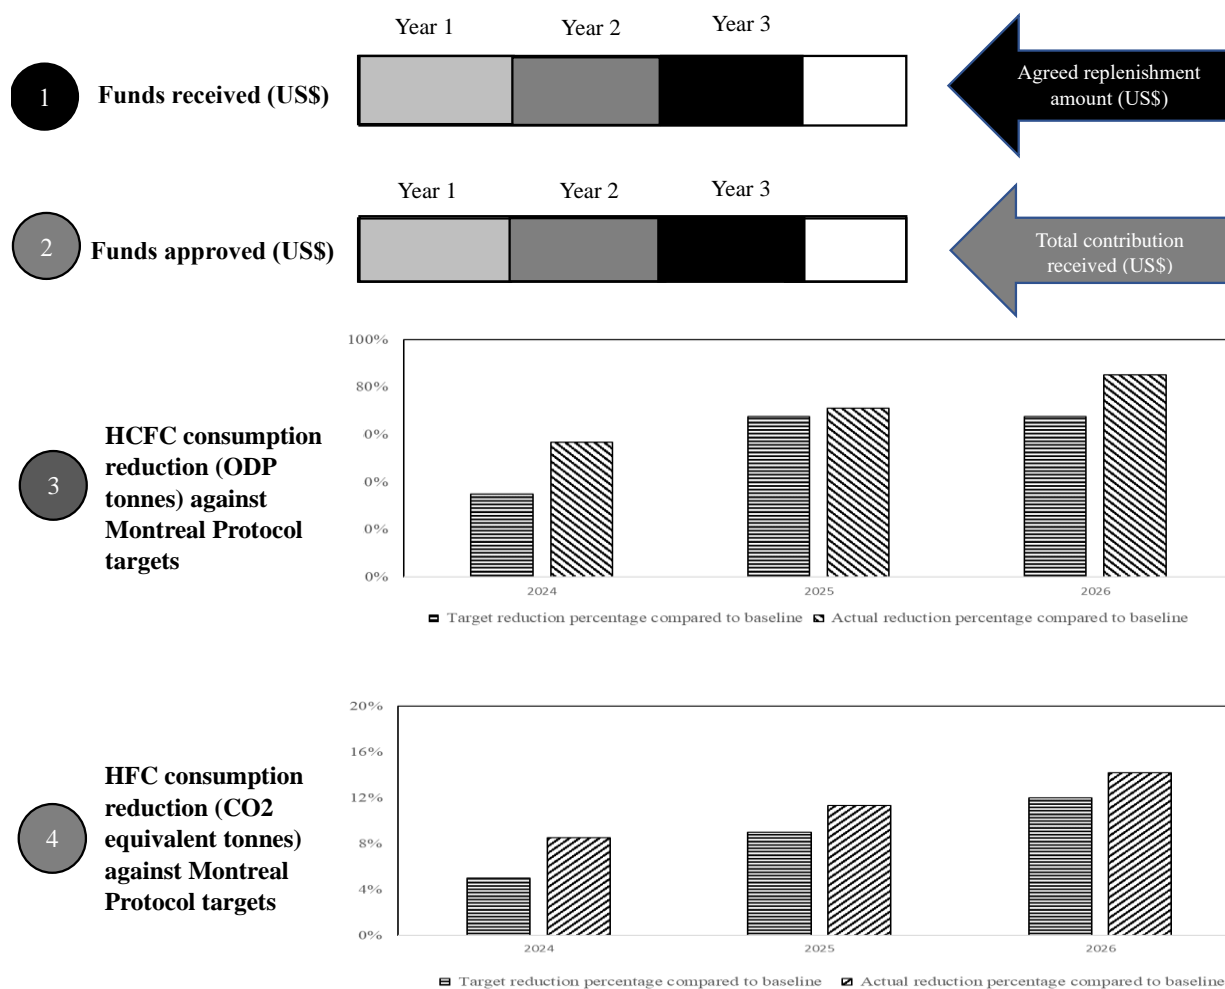 Year 1
Year 2
Year 3
1
Funds received (US$)
Agreed replenishment
amount (US$)
Year 1
Year 2
Year 3
2
Funds approved (US$)
Total contribution
received (US$)
3
HCFC consumption
reduction (ODP
tonnes) against
Montreal Protocol
targets
100%
80%
0%
0%
0%
0%
2024
2025
2026
Target reduction percentage compared to baseline
Actual reduction percentage compared to baseline
4
HFC consumption
reduction (CO2
equivalent tonnes)
against Montreal
Protocol targets
20%
16%
12%
8%
4%
0%
2024
2025
2026
Target reduction percentage compared to baseline
Actual reduction percentage compared to baseline